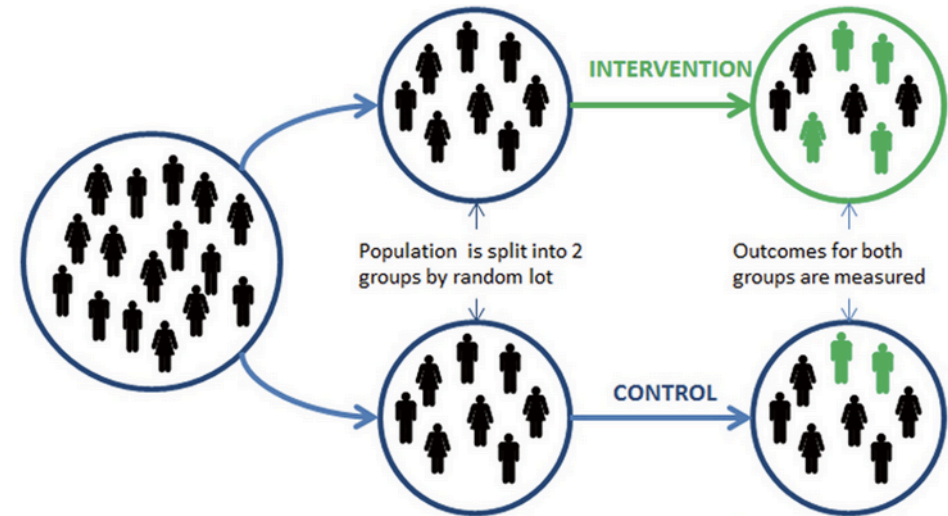 INTERVENTION
Population  is split into 2
groups by random lot
Outcomes for both
groups are measured
CONTROL